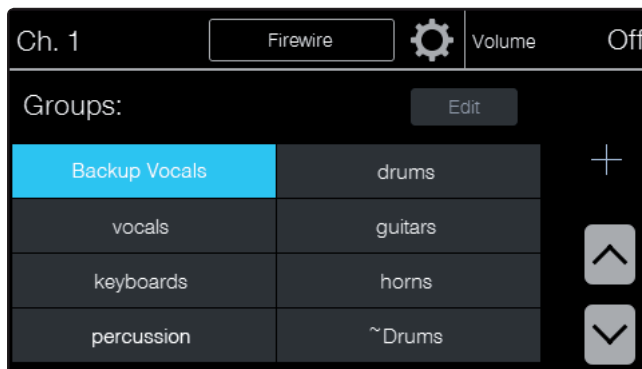 Ch. 1 Firewire Volume Off
Groups: Edit
Backup Vocals drums
vocals guitars
keyboards horns
percussion ~Drums